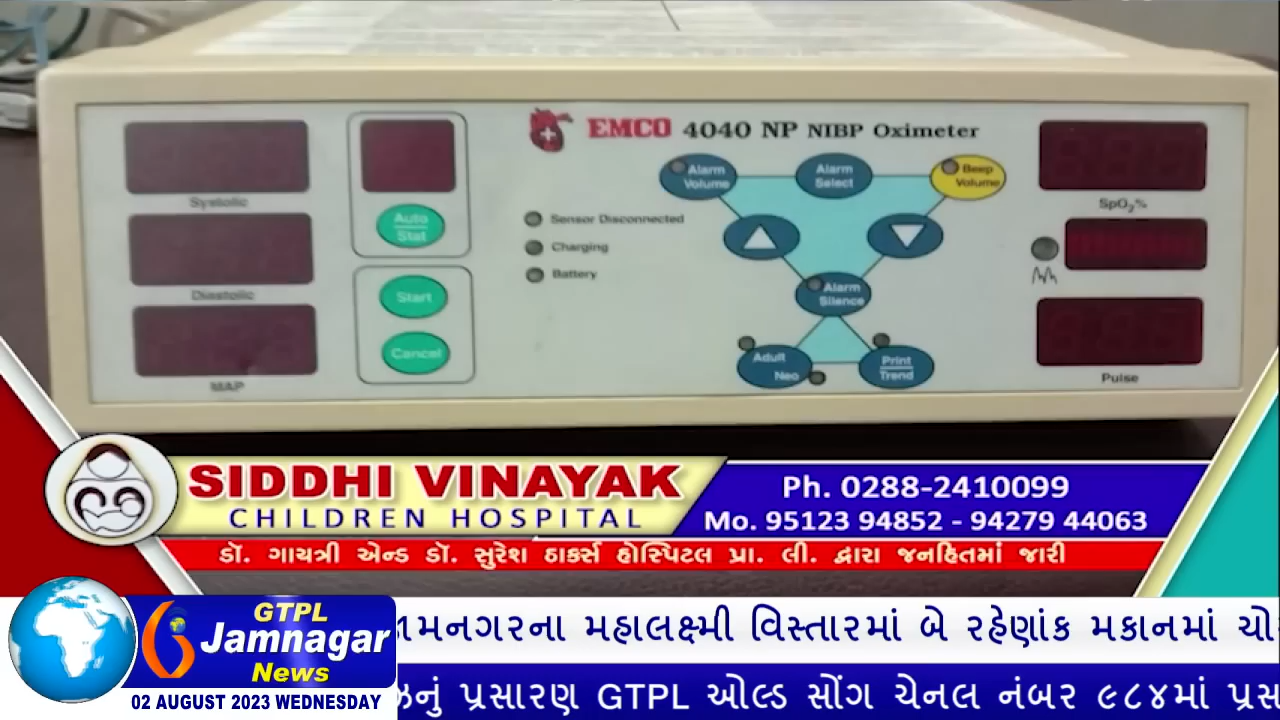 EMCO 4040 NP NIBP Oximeter
Systolic
Diastolic
MAP
Auto
Stat
Start
Cancel
Sensor Disconnected
Charging
Battery
Alarm
Volume
Alarm
Select
Beep
Volume
Alarm
Silence
Adult
Neo
Print
Trend
SpO2%
Pulse
SIDDHI VINAYAK
CHILDREN HOSPITAL
Ph. 0288-2410099
Mo. 95123 94852 - 94279 44063
ડૉ. ગાયત્રી એન્ડ ડૉ. સુરેશ ઠાકર્સ હોસ્પિટલ પ્રા. લી. દ્વારા જનહિતમાં જારી
GTPL
Jamnagar
News
02 AUGUST 2023 WEDNESDAY
જામનગરના મહાલક્ષ્મી વિસ્તારમાં બે રહેણાંક મકાનમાં
પ્રસારણ GTPL ઓલ્ડ સોંગ ચેનલ નંબર ૯૮૪માં